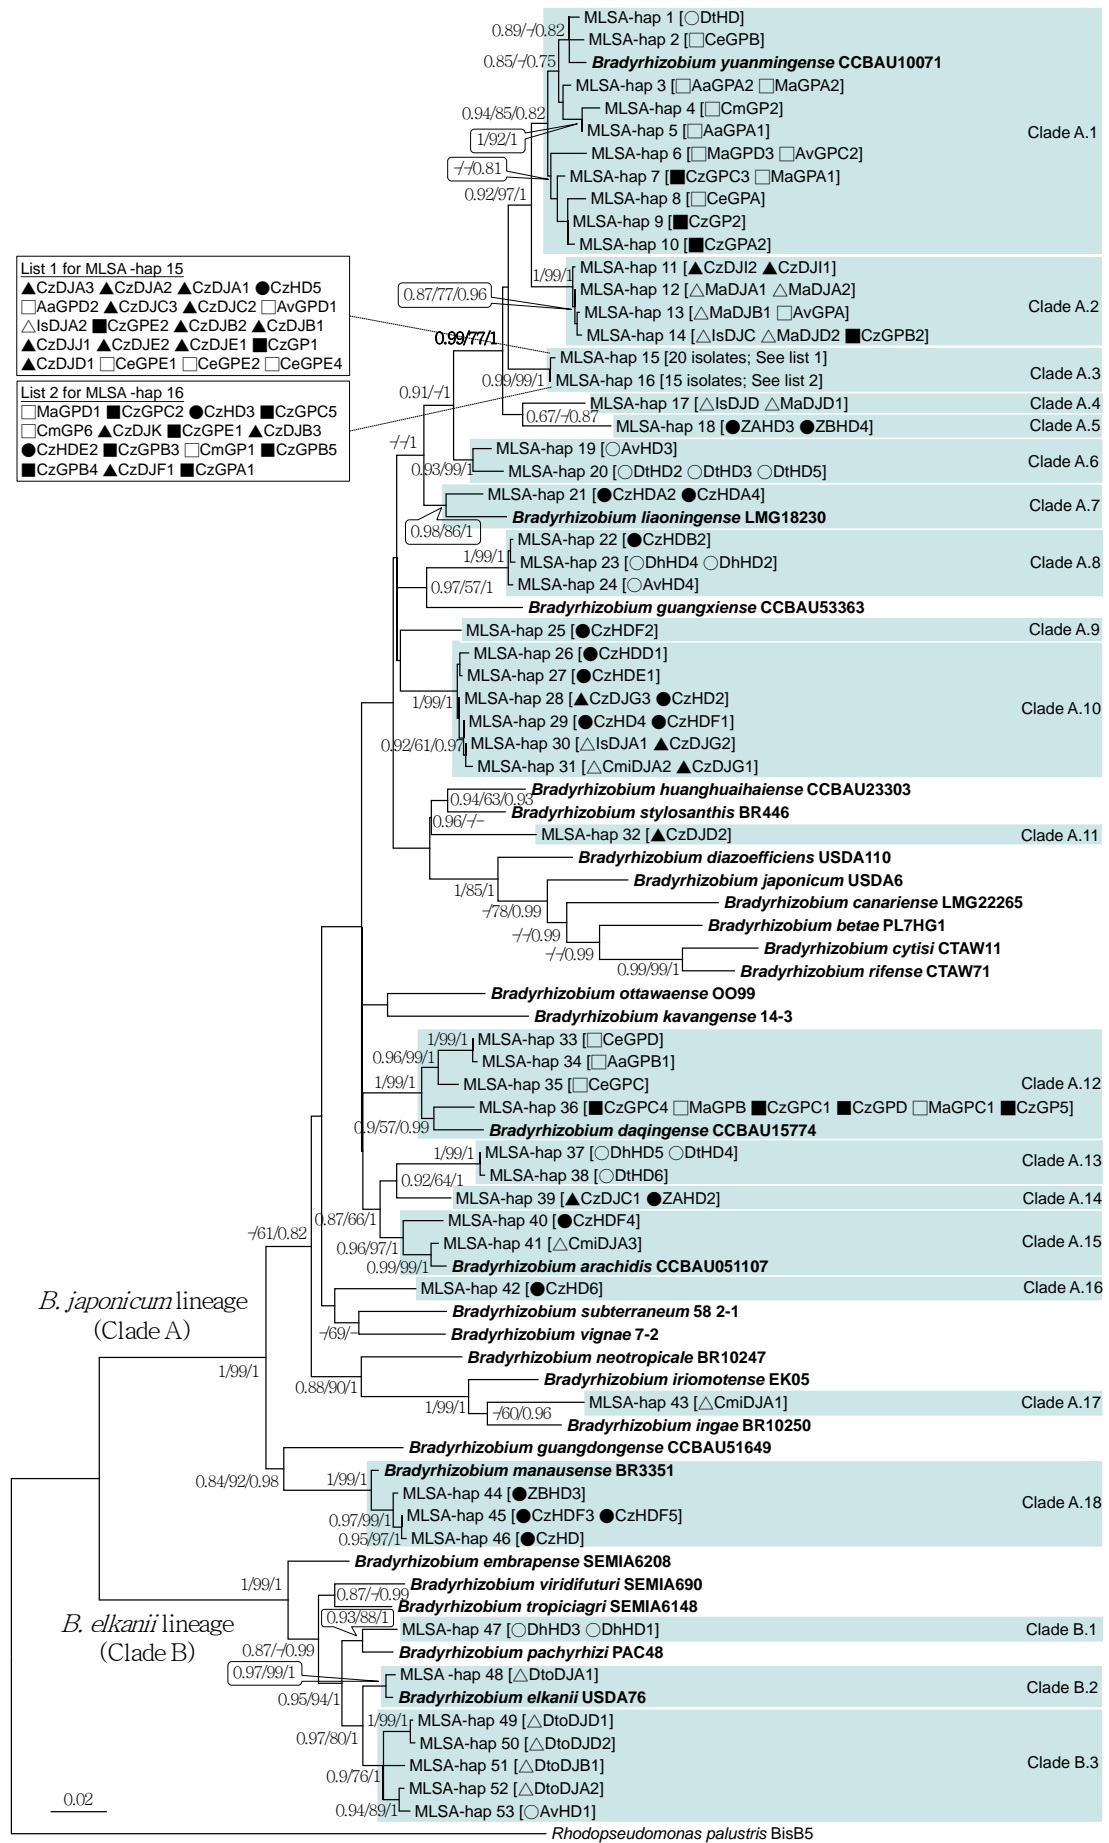 0.89/-/0.82
MLSA-hap 1 [○DtHD]
MLSA-hap 2 [□CeGPB]
0.85/-/0.75
Bradyrhizobium yuanmingense CCBAU10071
MLSA-hap 3 [□AaGPA2 □MaGPA2]
0.94/85/0.82
MLSA-hap 4 [□CmGP2]
1/92/1
MLSA-hap 5 [□AaGPA1]
Clade A.1
MLSA-hap 6 [□MaGPD3 □AvGPC2]
-/-/0.81
MLSA-hap 7 [■CzGPC3 □MaGPA1]
0.92/97/1
MLSA-hap 8 [□CeGPA]
MLSA-hap 9 [■CzGP2]
MLSA-hap 10 [■CzGPA2]
List 1 for MLSA -hap 15
▲CzDJA3 ▲CzDJA2 ▲CzDJA1 ●CzHD5
□AaGPD2 ▲CzDJC3 ▲CzDJC2 □AvGPD1
△IsDJA2 ■CzGPE2 ▲CzDJB2 ▲CzDJB1
▲CzDJJ1 ▲CzDJE2 ▲CzDJE1 ■CzGP1
▲CzDJD1 □CeGPE1 □CeGPE2 □CeGPE4
List 2 for MLSA -hap 16
□MaGPD1 ■CzGPC2 ●CzHD3 ■CzGPC5
□CmGP6 ▲CzDJK ■CzGPE1 ▲CzDJB3
●CzHDE2 ■CzGPB3 □CmGP1 ■CzGPB5
■CzGPB4 ▲CzDJF1 ■CzGPA1
1/99/1
MLSA-hap 11 [▲CzDJI2 ▲CzDJI1]
0.87/77/0.96
MLSA-hap 12 [△MaDJA1 △MaDJA2]
Clade A.2
MLSA-hap 13 [△MaDJB1 □AvGPA]
MLSA-hap 14 [△IsDJC △MaDJD2 ■CzGPB2]
0.99/77/1
MLSA-hap 15 [20 isolates; See list 1]
Clade A.3
0.99/99/1
MLSA-hap 16 [15 isolates; See list 2]
0.91/-/1
MLSA-hap 17 [△IsDJD △MaDJD1]
Clade A.4
0.67/-/0.87
MLSA-hap 18 [●ZAHD3 ●ZBHD4]
Clade A.5
-/-/1
MLSA-hap 19 [○AvHD3]
Clade A.6
0.93/99/1
MLSA-hap 20 [○DtHD2 ○DtHD3 ○DtHD5]
MLSA-hap 21 [●CzHDA2 ●CzHDA4]
Clade A.7
Bradyrhizobium liaoningense LMG18230
0.98/86/1
MLSA-hap 22 [●CzHDB2]
1/99/1
MLSA-hap 23 [○DhHD4 ○DhHD2]
Clade A.8
0.97/57/1
MLSA-hap 24 [○AvHD4]
Bradyrhizobium guangxiense CCBAU53363
MLSA-hap 25 [●CzHDF2]
Clade A.9
MLSA-hap 26 [●CzHDD1]
MLSA-hap 27 [●CzHDE1]
1/99/1
MLSA-hap 28 [▲CzDJG3 ●CzHD2]
Clade A.10
MLSA-hap 29 [●CzHD4 ●CzHDF1]
0.92/61/0.97
MLSA-hap 30 [△IsDJA1 ▲CzDJG2]
MLSA-hap 31 [△CmiDJA2 ▲CzDJG1]
Bradyrhizobium huanghuaihaiense CCBAU23303
0.94/63/0.93
Bradyrhizobium stylosanthis BR446
0.96/-/-
MLSA-hap 32 [▲CzDJD2]
Clade A.11
Bradyrhizobium diazoefficiens USDA110
1/85/1
Bradyrhizobium japonicum USDA6
-/78/0.99
Bradyrhizobium canariense LMG22265
-/-/0.99
Bradyrhizobium betae PL7HG1
-/-/0.99
Bradyrhizobium cytisi CTAW11
0.99/99/1
Bradyrhizobium rifense CTAW71
Bradyrhizobium ottawaense OO99
Bradyrhizobium kavangense 14-3
1/99/1
MLSA-hap 33 [□CeGPD]
0.96/99/1
MLSA-hap 34 [□AaGPB1]
1/99/1
MLSA-hap 35 [□CeGPC]
Clade A.12
MLSA-hap 36 [■CzGPC4 □MaGPB ■CzGPC1 ■CzGPD □MaGPC1 ■CzGP5]
0.9/57/0.99
Bradyrhizobium daqingense CCBAU15774
1/99/1
MLSA-hap 37 [○DhHD5 ○DtHD4]
Clade A.13
0.92/64/1
MLSA-hap 38 [○DtHD6]
MLSA-hap 39 [▲CzDJC1 ●ZAHD2]
Clade A.14
0.87/66/1
MLSA-hap 40 [●CzHDF4]
-/61/0.82
0.96/97/1
MLSA-hap 41 [△CmiDJA3]
Clade A.15
0.99/99/1
Bradyrhizobium arachidis CCBAU051107
MLSA-hap 42 [●CzHD6]
Clade A.16
B. japonicum lineage
(Clade A)
Bradyrhizobium subterraneum 58 2-1
-/69/-
Bradyrhizobium vignae 7-2
1/99/1
Bradyrhizobium neotropicale BR10247
0.88/90/1
Bradyrhizobium iriomotense EK05
1/99/1
MLSA-hap 43 [△CmiDJA1]
Clade A.17
-/60/0.96
Bradyrhizobium ingae BR10250
Bradyrhizobium guangdongense CCBAU51649
0.84/92/0.98
1/99/1
Bradyrhizobium manausense BR3351
MLSA-hap 44 [●ZBHD3]
Clade A.18
0.97/99/1
MLSA-hap 45 [●CzHDF3 ●CzHDF5]
0.95/97/1
MLSA-hap 46 [●CzHD]
Bradyrhizobium embrapense SEMIA6208
1/99/1
Bradyrhizobium viridifuturi SEMIA690
0.87/-/0.99
Bradyrhizobium tropiciagri SEMIA6148
0.93/88/1
B. elkanii lineage
(Clade B)
MLSA-hap 47 [○DhHD3 ○DhHD1]
Clade B.1
0.87/-/0.99
Bradyrhizobium pachyrhizi PAC48
0.97/99/1
MLSA -hap 48 [△DtoDJA1]
Clade B.2
0.95/94/1
Bradyrhizobium elkanii USDA76
1/99/1
MLSA-hap 49 [△DtoDJD1]
0.97/80/1
MLSA-hap 50 [△DtoDJD2]
0.9/76/1
MLSA-hap 51 [△DtoDJB1]
Clade B.3
MLSA-hap 52 [△DtoDJA2]
0.94/89/1
MLSA-hap 53 [○AvHD1]
0.02
Rhodopseudomonas palustris BisB5